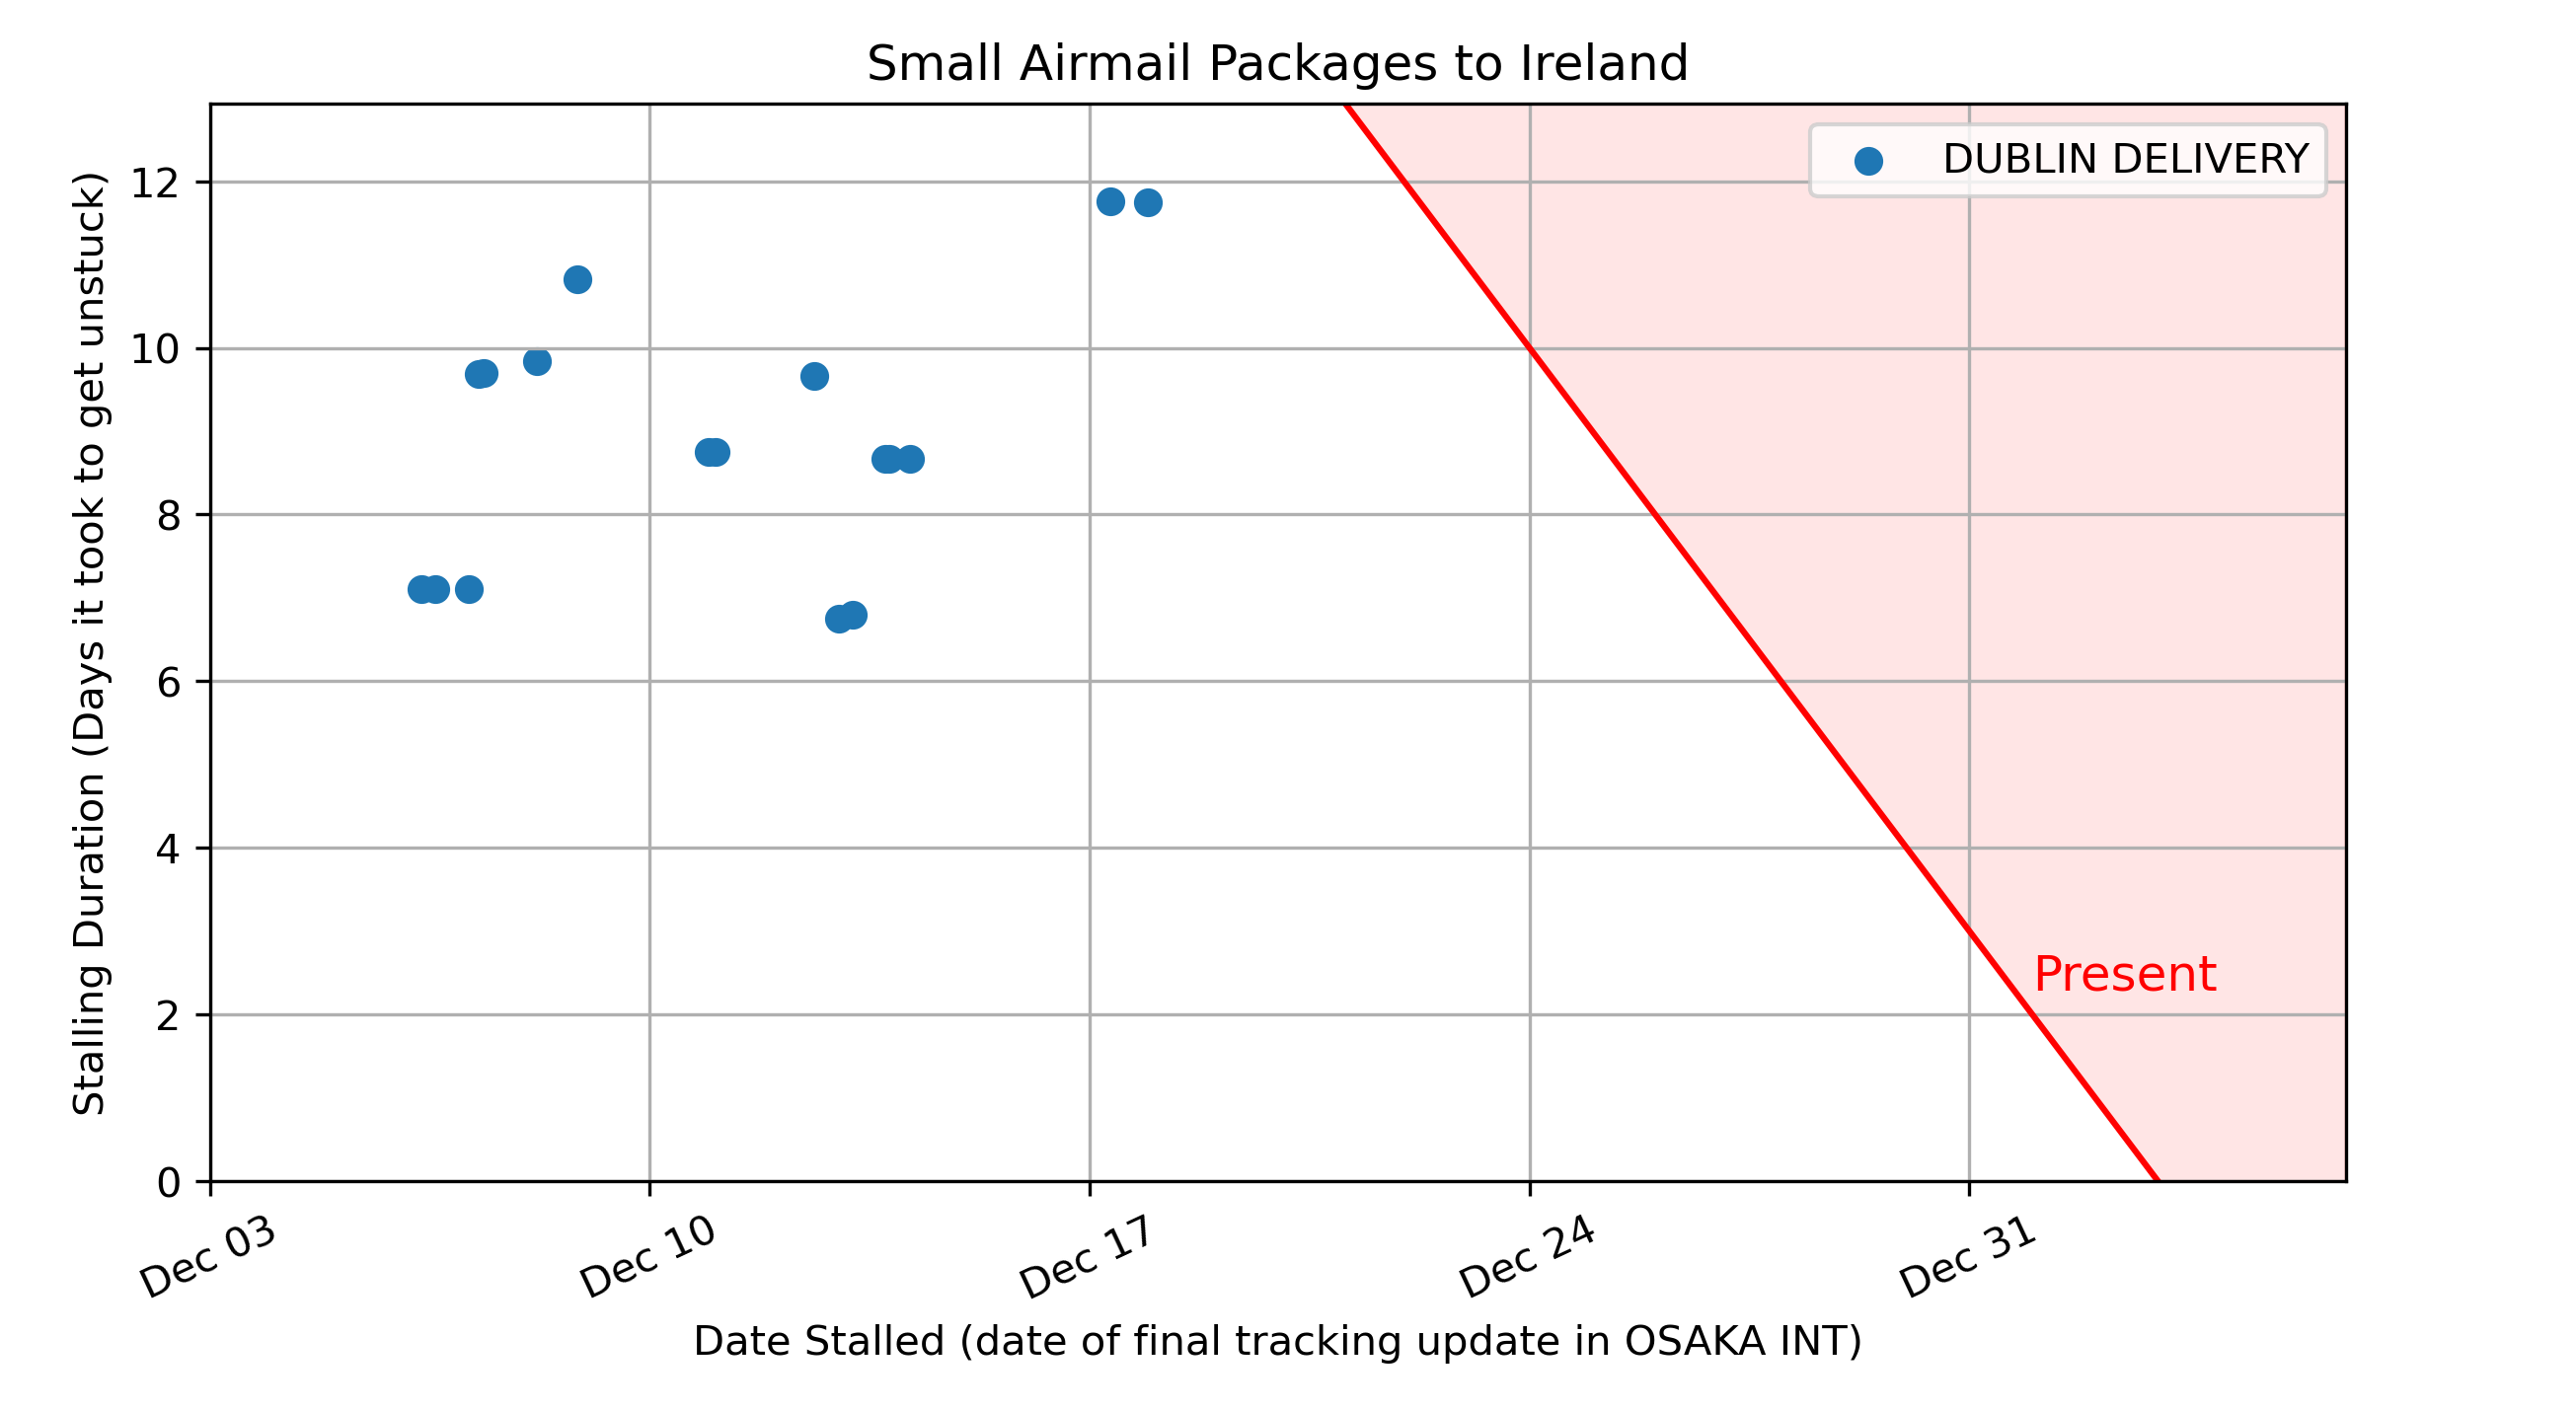 Small Airmail Packages to Ireland
DUBLIN DELIVERY
Stalling Duration (Days it took to get unstuck)
12
10
8
6
4
2
0
Present
Dec 03
Dec 10
Dec 17
Dec 24
Dec 31
Date Stalled (date of final tracking update in OSAKA INT)